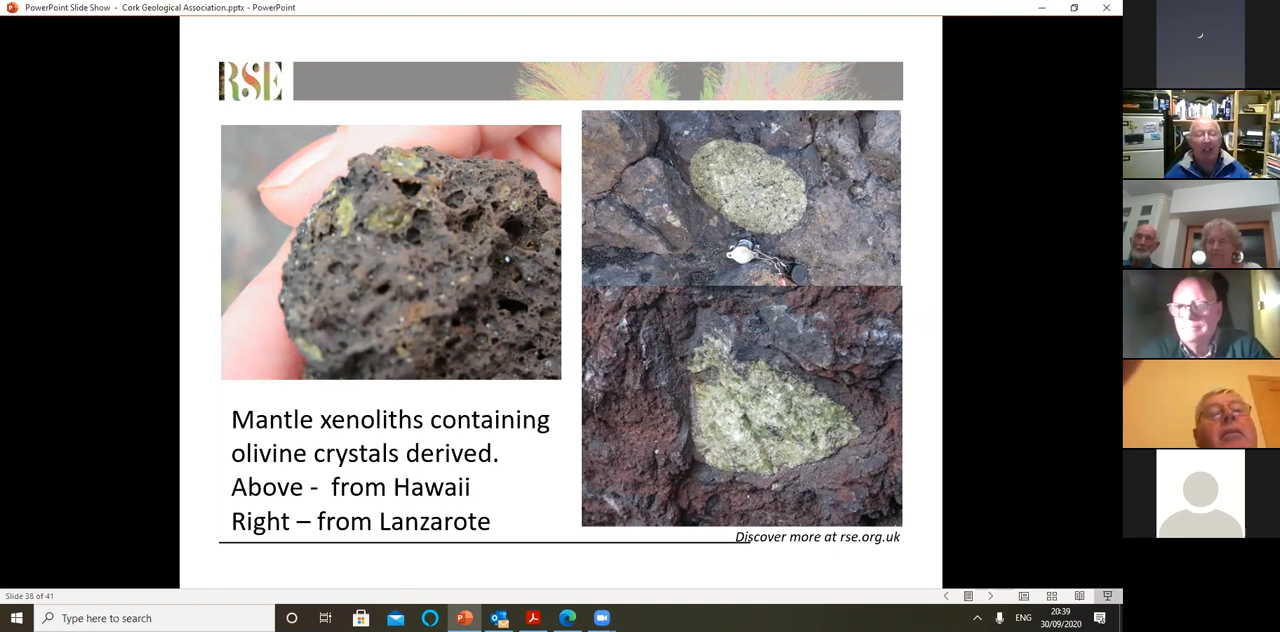 PowerPoint Slide Show - Cork Geological Association.pptx - PowerPoint
RSE
Mantle xenoliths containing
olivine crystals derived.
Above - from Hawaii
Right – from Lanzarote
Discover more at rse.org.uk
Slide 38 of 41
Type here to search
ENG
20:39
30/09/2020